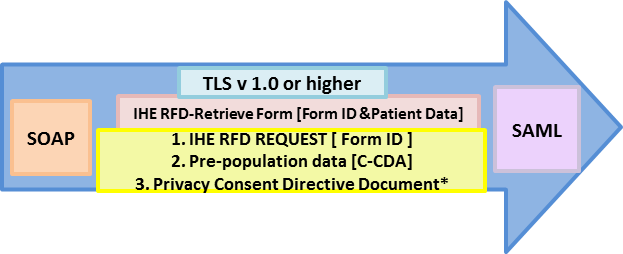 TLS v 1.0 or higher
IHE RFD-Retrieve Form [Form ID &Patient Data]
SOAP
1. IHE RFD REQUEST [ Form ID ]
2. Pre-population data [C-CDA]
3. Privacy Consent Directive Document*
SAML